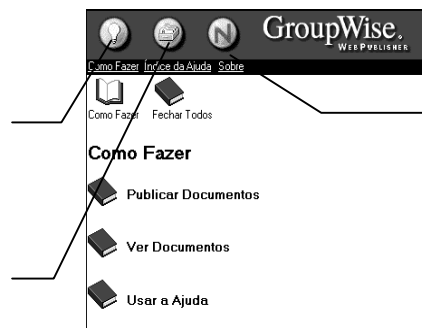 GroupWise.
WEBPUBLISHER
Como Fazer Índice da Ajuda Sobre
Como Fazer Fechar Todos
Como Fazer
Publicar Documentos
Ver Documentos
Usar a Ajuda